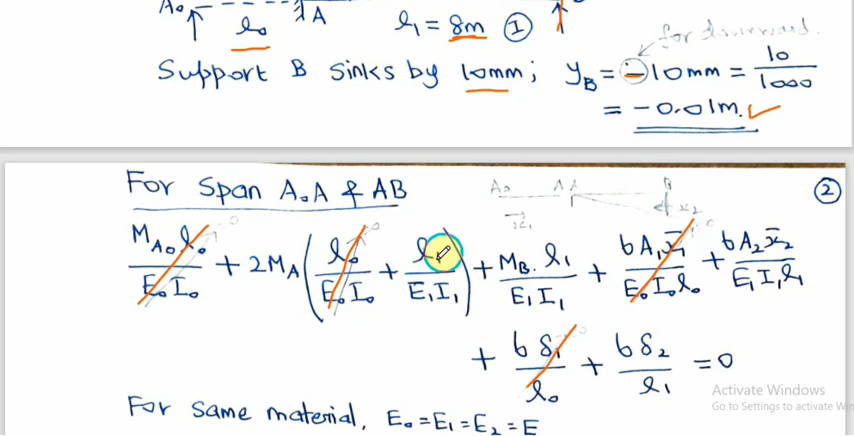 A₀ l₀ A l₁ = 8m ① for downward.
Support B sinks by 10mm; y_B = -10mm = 10/1000
= -0.01m. ✓
For Span A₀A & AB A₀ A A B ②
x̄₁ x₂
M_A₀ l₀/E₀I₀ + 2M_A (l₀/E₀I₀ + l/E₁I₁) + M_B. l₁/E₁I₁ + 6A₁x̄₁/E₀I₀l₀ + 6A₂x̄₂/E₁I₁l₁
+ 6δ₁/l₀ + 6δ₂/l₁ = 0
Activate Windows
Go to Settings to activate Win
For same material, E₀ = E₁ = E₂ = E